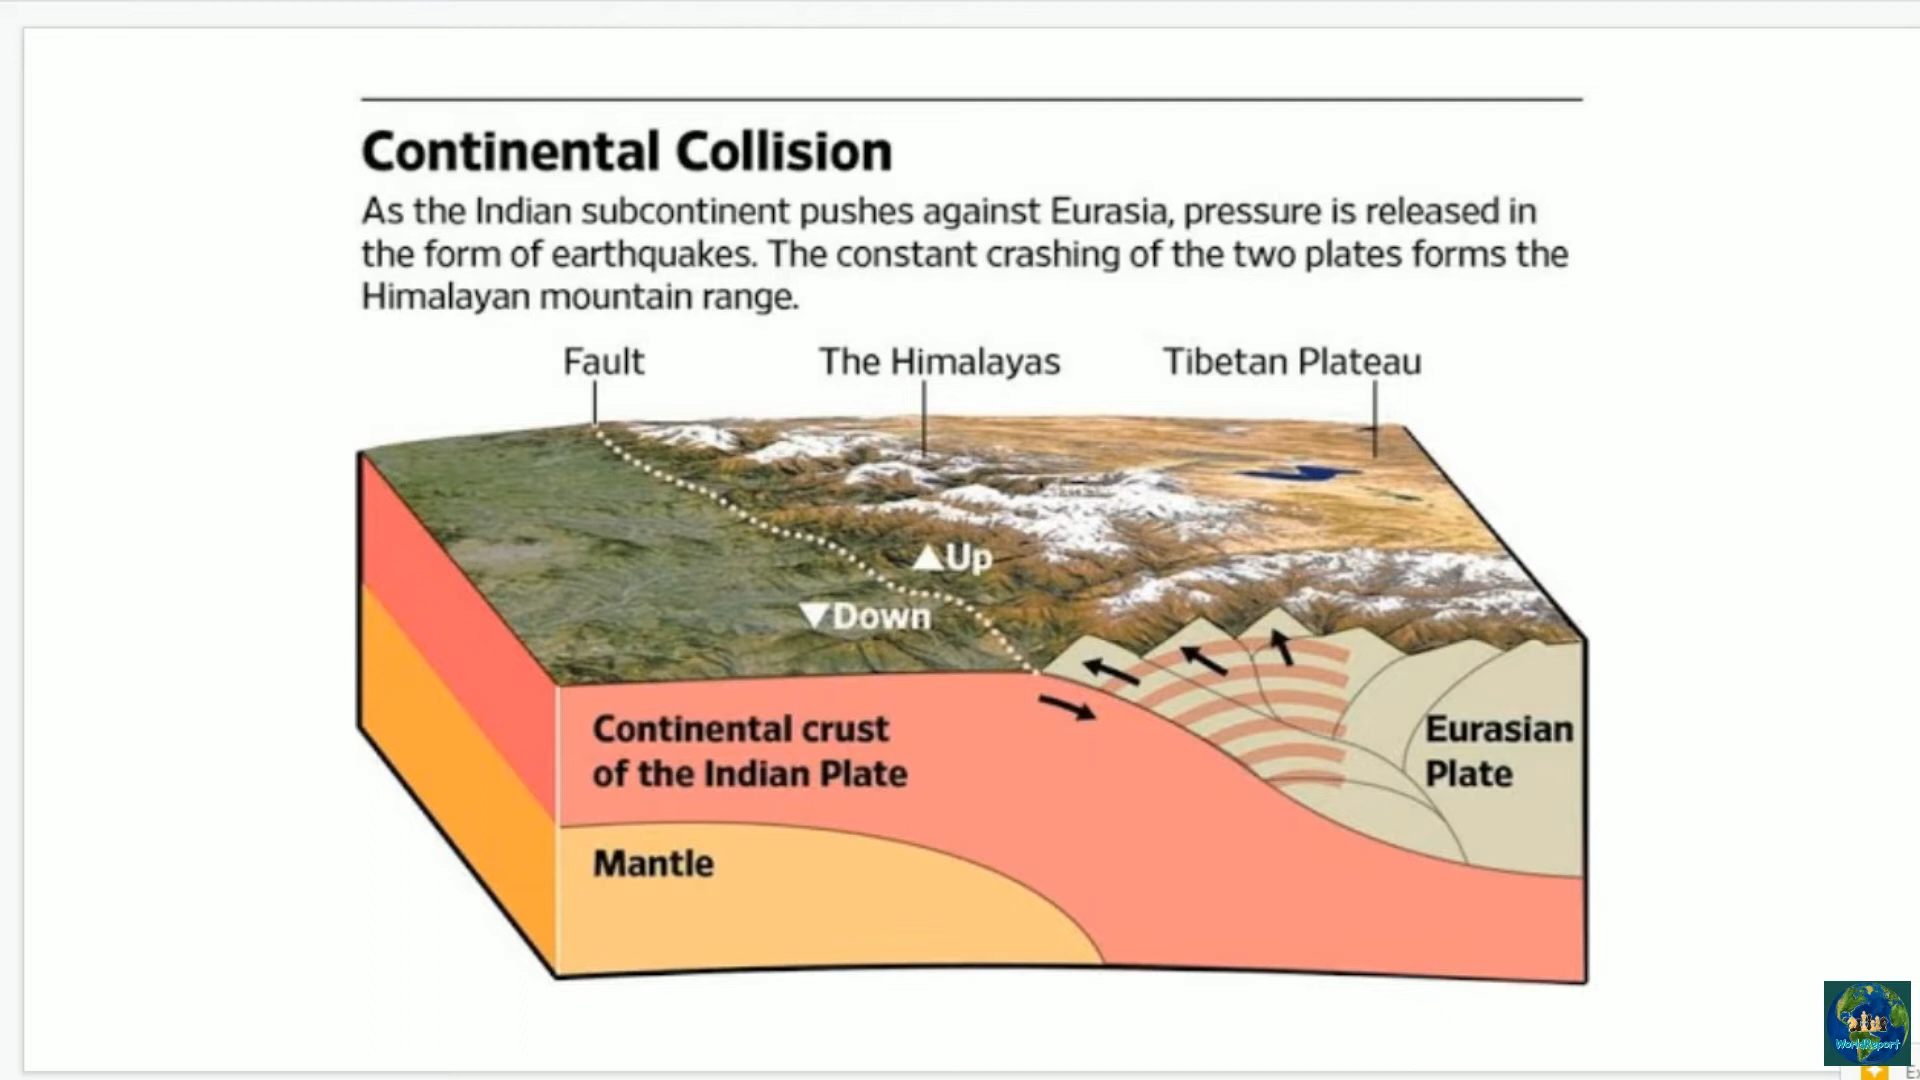 Continental Collision
As the Indian subcontinent pushes against Eurasia, pressure is released in
the form of earthquakes. The constant crashing of the two plates forms the
Himalayan mountain range.
Fault
The Himalayas
Tibetan Plateau
Up
Down
Continental crust
of the Indian Plate
Eurasian
Plate
Mantle
WorldReport